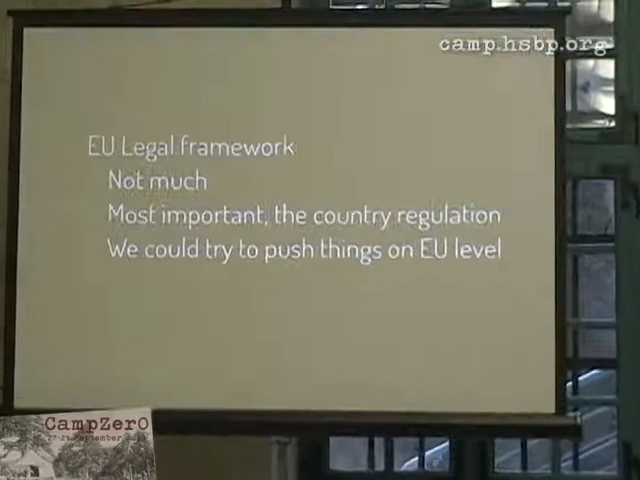 camp.hsbp.org
EU Legal framework
Not much
Most important, the country regulation
We could try to push things on EU level
CampZer0